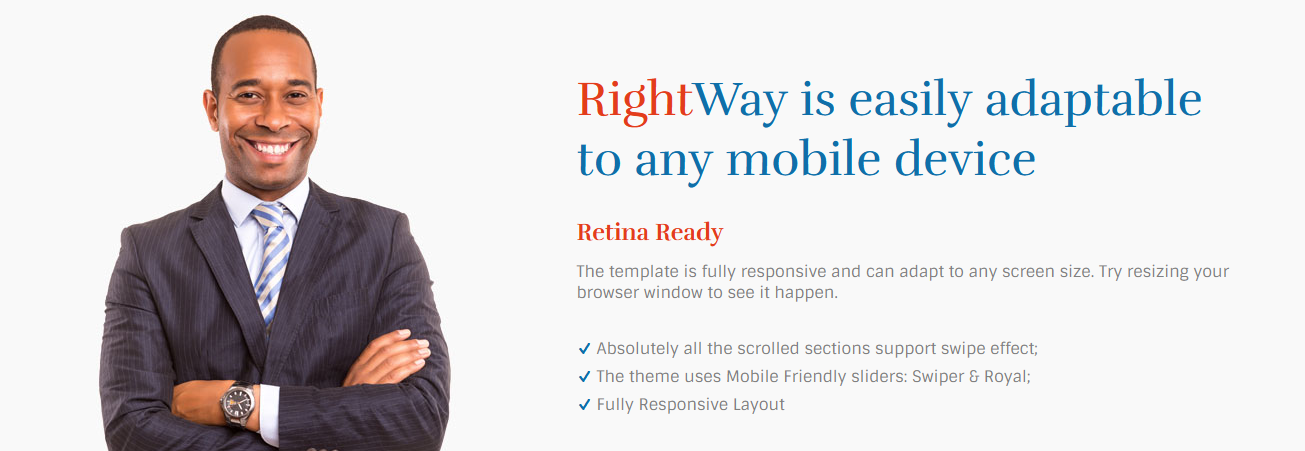 RightWay is easily adaptable
to any mobile device
Retina Ready
The template is fully responsive and can adapt to any screen size. Try resizing your
browser window to see it happen.
Absolutely all the scrolled sections support swipe effect;
The theme uses Mobile Friendly sliders: Swiper & Royal;
Fully Responsive Layout